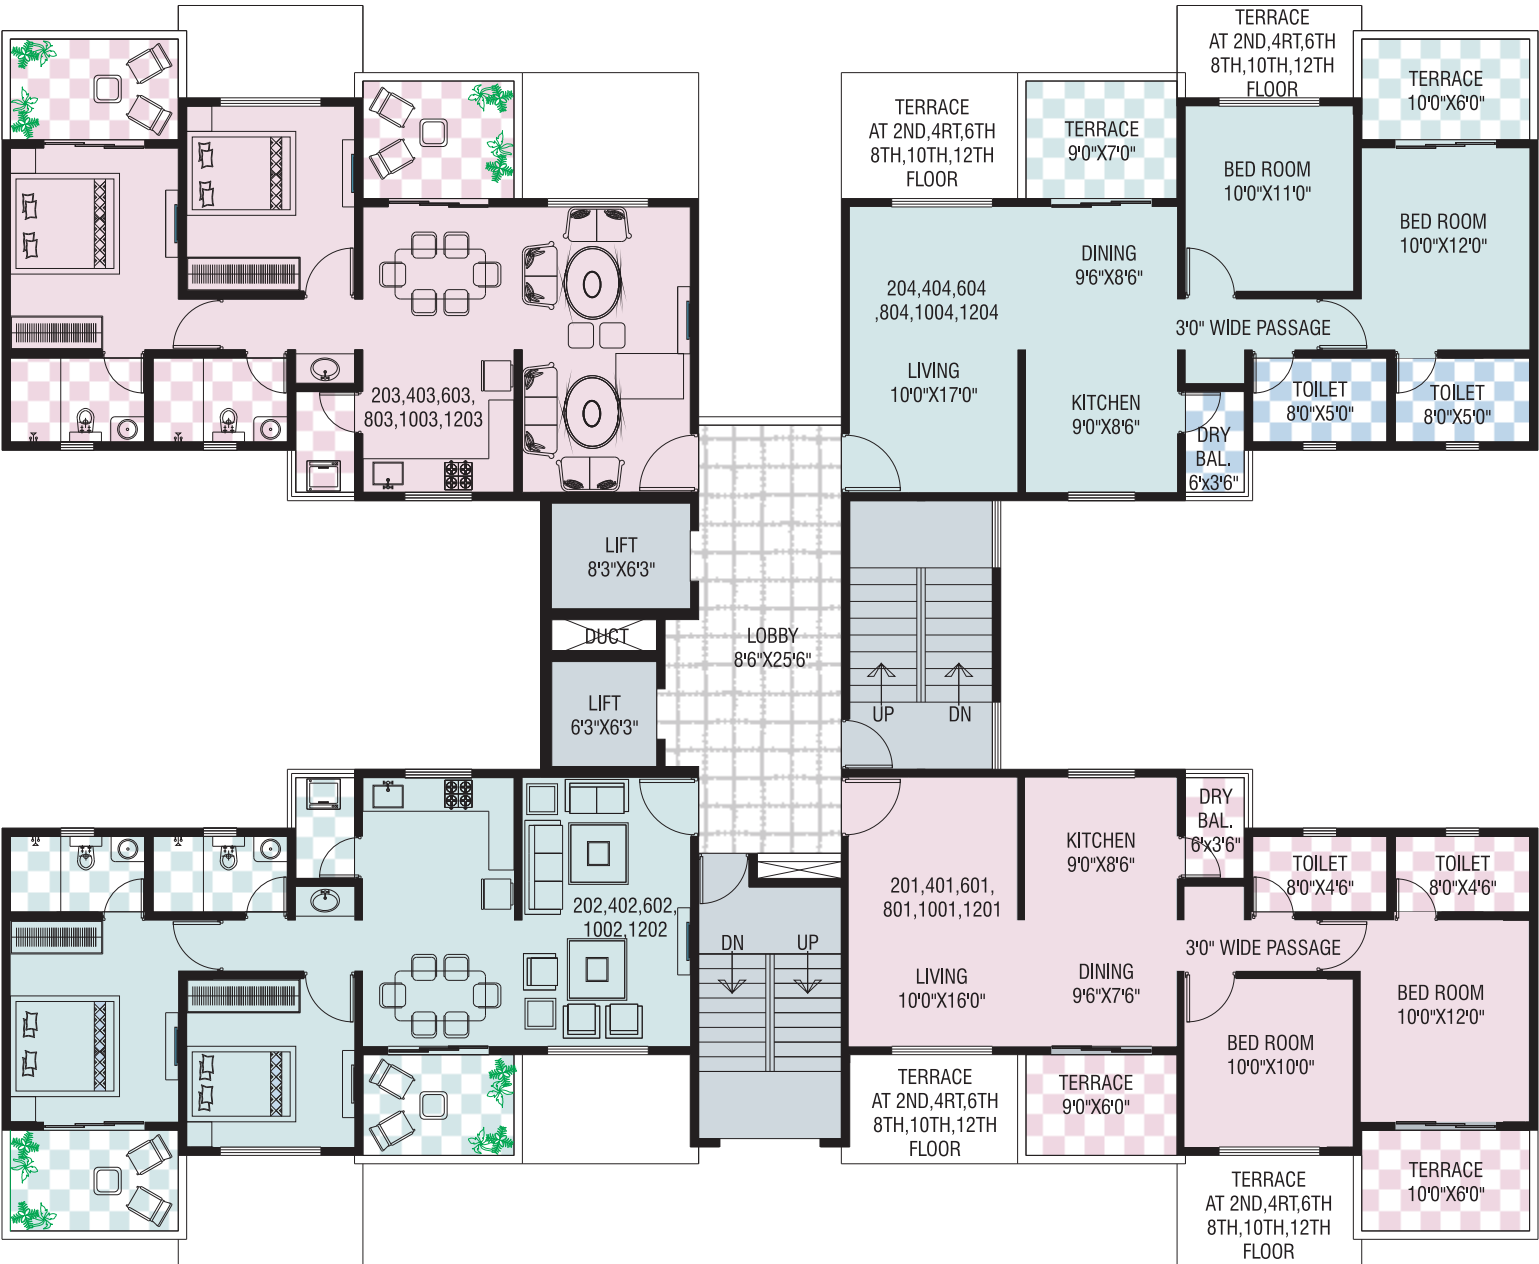 TERRACE
AT 2ND,4RT,6TH
8TH,10TH,12TH
FLOOR
TERRACE
10'0"X6'0"
TERRACE
AT 2ND,4RT,6TH
8TH,10TH,12TH
FLOOR
TERRACE
9'0"X7'0"
BED ROOM
10'0"X11'0"
BED ROOM
10'0"X12'0"
DINING
9'6"X8'6"
204,404,604
,804,1004,1204
3'0" WIDE PASSAGE
LIVING
10'0"X17'0"
KITCHEN
9'0"X8'6"
TOILET
8'0"X5'0"
TOILET
8'0"X5'0"
DRY
BAL.
6'x3'6"
203,403,603,
803,1003,1203
LIFT
8'3"X6'3"
DUCT
LOBBY
8'6"X25'6"
LIFT
6'3"X6'3"
UP
DN
DRY
BAL.
6'x3'6"
KITCHEN
9'0"X8'6"
TOILET
8'0"X4'6"
TOILET
8'0"X4'6"
201,401,601,
801,1001,1201
202,402,602,
1002,1202
DN
UP
3'0" WIDE PASSAGE
LIVING
10'0"X16'0"
DINING
9'6"X7'6"
BED ROOM
10'0"X12'0"
BED ROOM
10'0"X10'0"
TERRACE
AT 2ND,4RT,6TH
8TH,10TH,12TH
FLOOR
TERRACE
9'0"X6'0"
TERRACE
AT 2ND,4RT,6TH
8TH,10TH,12TH
FLOOR
TERRACE
10'0"X6'0"